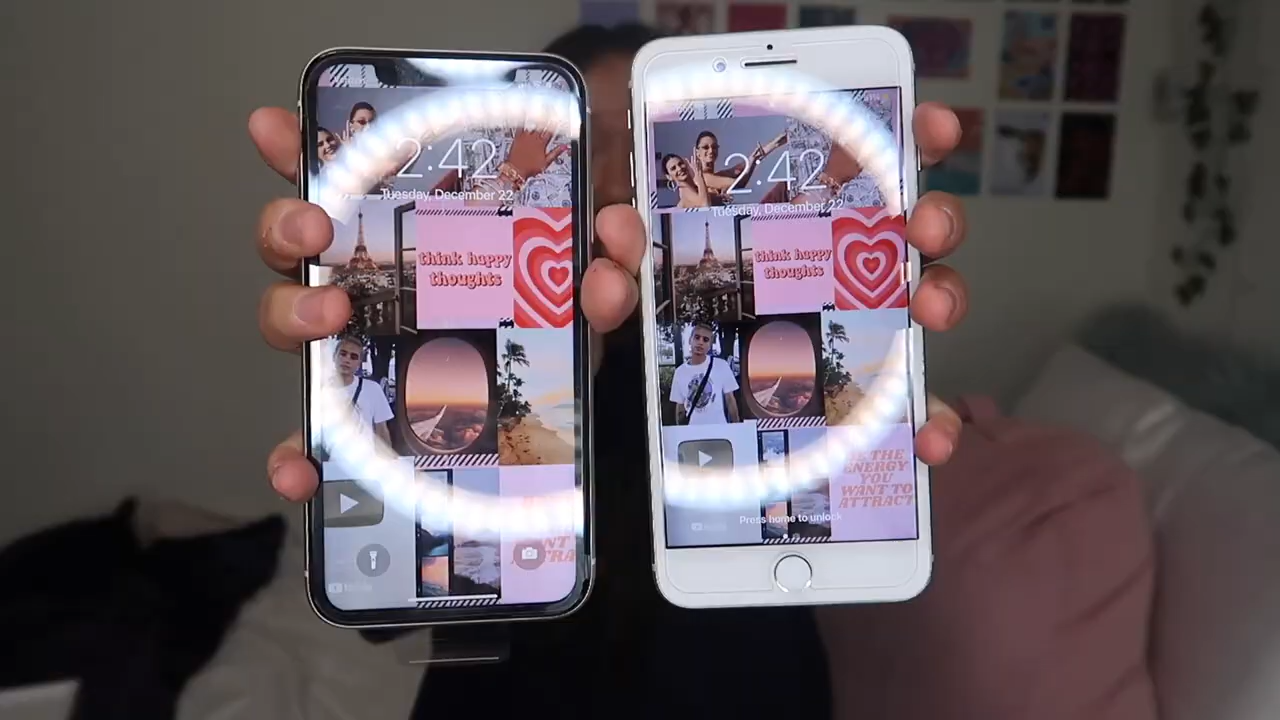 2:42
Tuesday, December 22
think happy
thoughts
2:42
Tuesday, December 22
think happy
thoughts
THE
ENERGY
YOU
WANT TO
ATTRACT
Press home to unlock